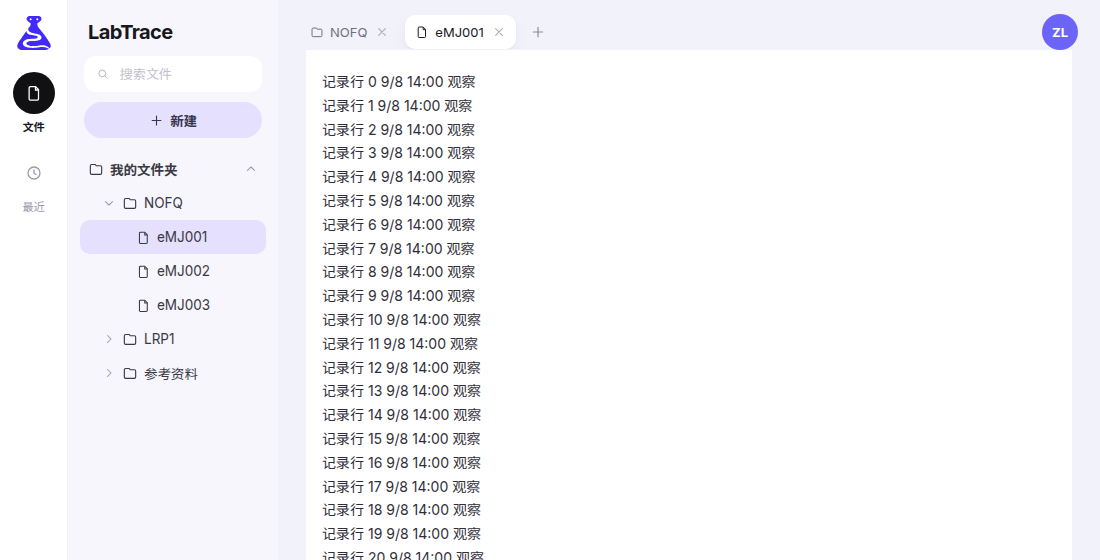 LabTrace
搜索文件
新建
文件
最近
我的文件夹
NOFQ
eMJ001
eMJ002
eMJ003
LRP1
参考资料
NOFQ
eMJ001
ZL
记录行 0 9/8 14:00 观察
记录行 1 9/8 14:00 观察
记录行 2 9/8 14:00 观察
记录行 3 9/8 14:00 观察
记录行 4 9/8 14:00 观察
记录行 5 9/8 14:00 观察
记录行 6 9/8 14:00 观察
记录行 7 9/8 14:00 观察
记录行 8 9/8 14:00 观察
记录行 9 9/8 14:00 观察
记录行 10 9/8 14:00 观察
记录行 11 9/8 14:00 观察
记录行 12 9/8 14:00 观察
记录行 13 9/8 14:00 观察
记录行 14 9/8 14:00 观察
记录行 15 9/8 14:00 观察
记录行 16 9/8 14:00 观察
记录行 17 9/8 14:00 观察
记录行 18 9/8 14:00 观察
记录行 19 9/8 14:00 观察
记录行 20 9/8 14:00 观察